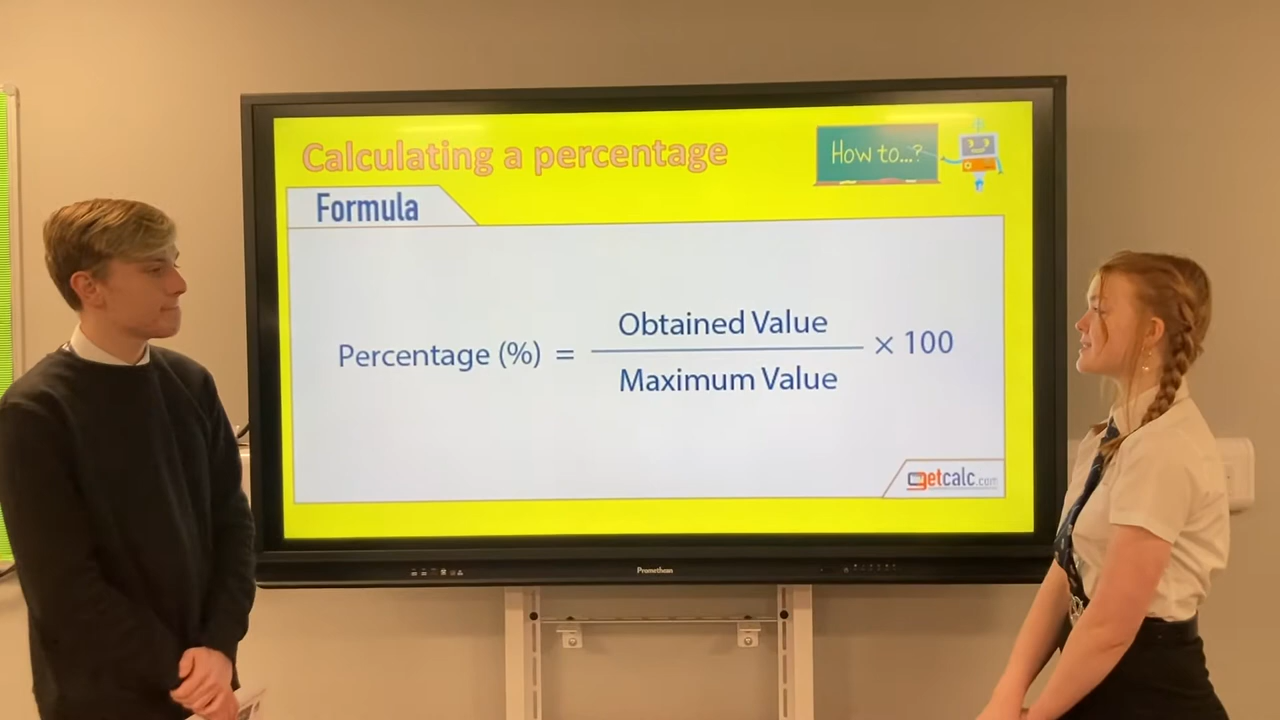 Calculating a percentage
How to...?
Formula
Percentage (%) = Obtained Value / Maximum Value × 100
getcalc.com
Promethean